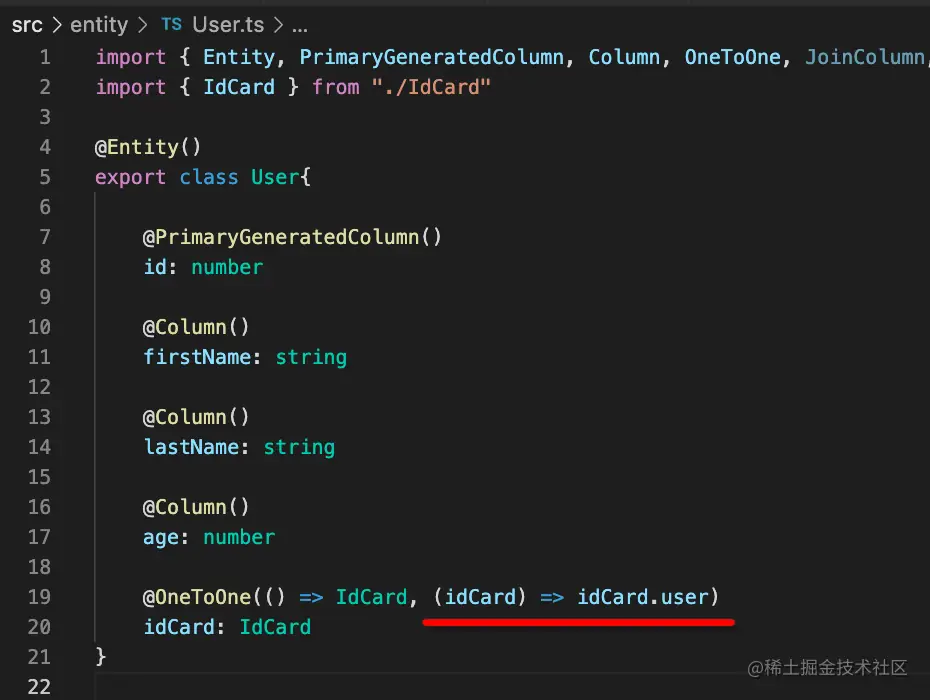 src > entity > TS User.ts > ...
1 import { Entity, PrimaryGeneratedColumn, Column, OneToOne, JoinColumn,
2 import { IdCard } from "./IdCard"
3
4 @Entity()
5 export class User{
6
7 @PrimaryGeneratedColumn()
8 id: number
9
10 @Column()
11 firstName: string
12
13 @Column()
14 lastName: string
15
16 @Column()
17 age: number
18
19 @OneToOne(() => IdCard, (idCard) => idCard.user)
20 idCard: IdCard
21 }
22
@稀土掘金技术社区